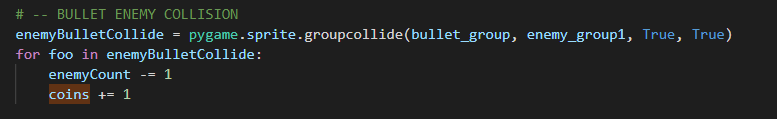 # -- BULLET ENEMY COLLISION
enemyBulletCollide = pygame.sprite.groupcollide(bullet_group, enemy_group1, True, True)
for foo in enemyBulletCollide:
    enemyCount -= 1
    coins += 1